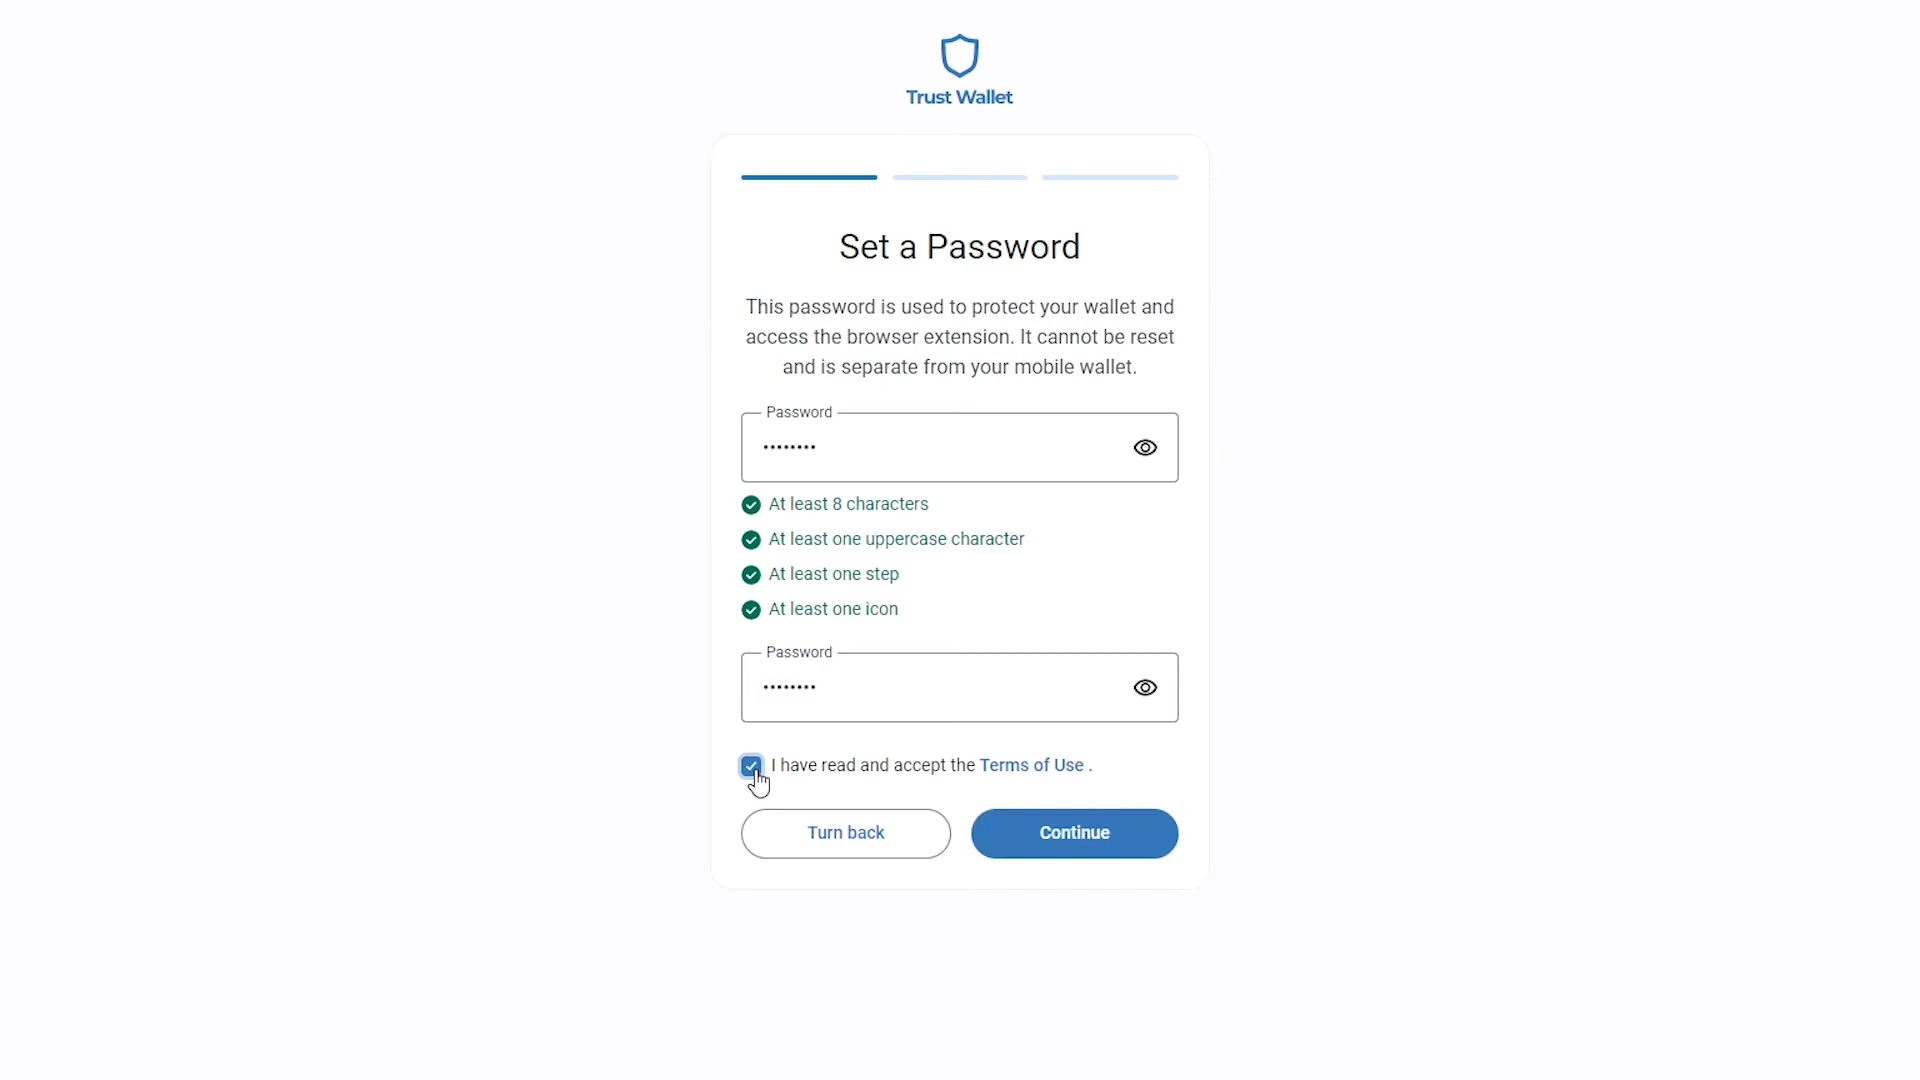 Trust Wallet
Set a Password
This password is used to protect your wallet and
access the browser extension. It cannot be reset
and is separate from your mobile wallet.
Password
••••••••
At least 8 characters
At least one uppercase character
At least one step
At least one icon
Password
••••••••
I have read and accept the Terms of Use .
Turn back
Continue